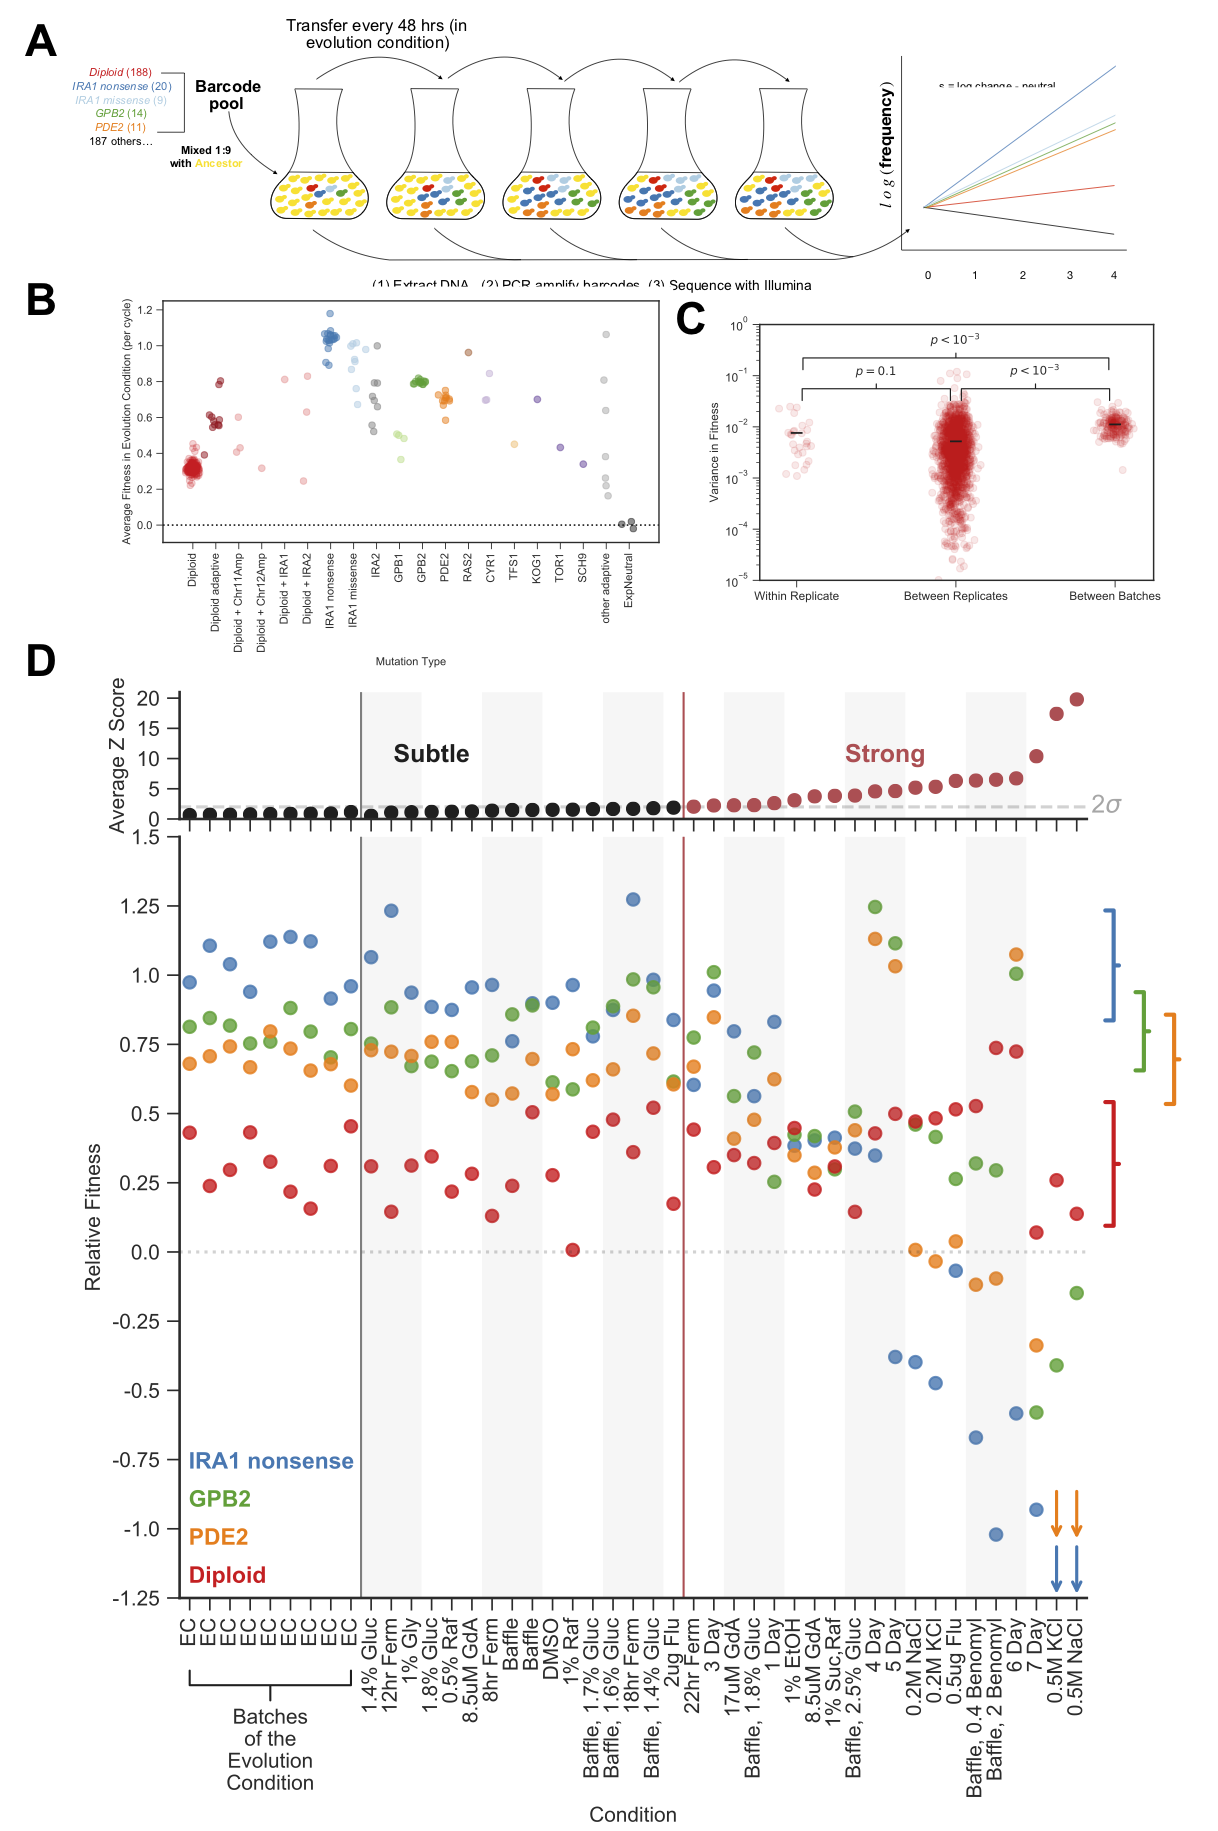 A
Transfer every 48 hrs (in
evolution condition)
Diploid (188)
IRA1 nonsense (20)
IRA1 missense (9)
GPB2 (14)
PDE2 (11)
187 others...
Barcode
pool
Mixed 1:9
with Ancestor
(1) Extract DNA (2) PCR amplify barcodes (3) Sequence with Illumina
s = log change - neutral
log(frequency)
0 1 2 3 4
B
Average Fitness in Evolution Condition (per cycle)
1.2
1.0
0.8
0.6
0.4
0.2
0.0
Diploid
Diploid adaptive
Diploid + Chr11Amp
Diploid + Chr12Amp
Diploid + IRA1
Diploid + IRA2
IRA1 nonsense
IRA1 missense
IRA2
GPB1
GPB2
PDE2
RAS2
CYR1
TFS1
KOG1
TOR1
SCH9
other adaptive
ExpNeutral
Mutation Type
C
Variance in Fitness
10⁰
10⁻¹
10⁻²
10⁻³
10⁻⁴
10⁻⁵
p < 10⁻³
p = 0.1
p < 10⁻³
Within Replicate
Between Replicates
Between Batches
D
Average Z Score
20
15
10
5
0
Subtle
Strong
2σ
Relative Fitness
1.5
1.25
1.0
0.75
0.5
0.25
0.0
-0.25
-0.5
-0.75
-1.0
-1.25
IRA1 nonsense
GPB2
PDE2
Diploid
EC
EC
EC
EC
EC
EC
EC
EC
EC
1.4% Gluc
12hr Ferm
1% Gly
1.8% Gluc
0.5% Raf
8.5uM GdA
8hr Ferm
Baffle
Baffle
DMSO
1% Raf
Baffle, 1.7% Gluc
Baffle, 1.6% Gluc
18hr Ferm
Baffle, 1.4% Gluc
2ug Flu
22hr Ferm
3 Day
17uM GdA
Baffle, 1.8% Gluc
1 Day
1% EtOH
8.5uM GdA
1% Suc,Raf
Baffle, 2.5% Gluc
4 Day
5 Day
0.2M NaCl
0.2M KCl
0.5ug Flu
Baffle, 0.4 Benomyl
Baffle, 2 Benomyl
6 Day
7 Day
0.5M KCl
0.5M NaCl
Batches
of the
Evolution
Condition
Condition